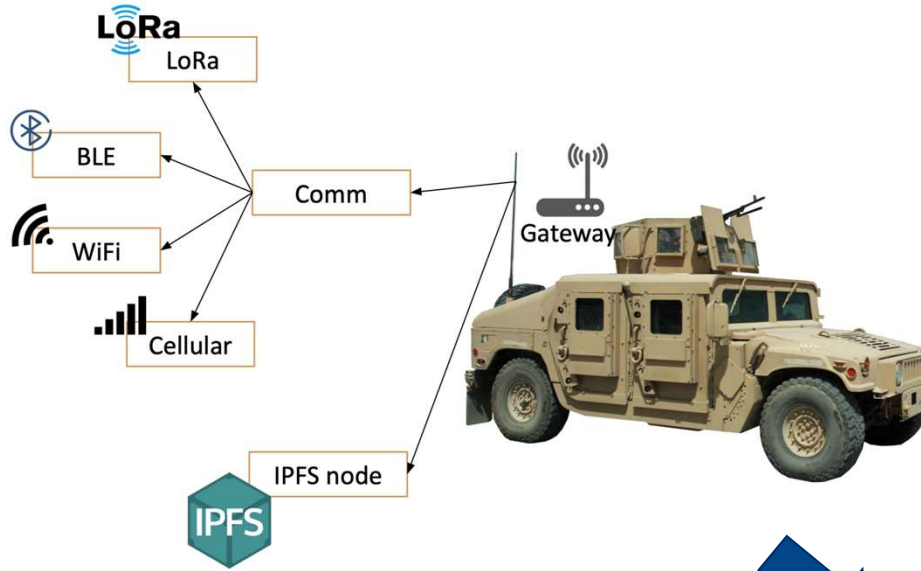 LoRa
LoRa
BLE
Comm
Gateway
WiFi
Cellular
IPFS node
IPFS